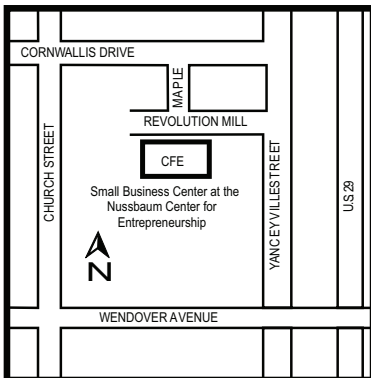 CORNWALLIS DRIVE
MAPLE
REVOLUTION MILL
CFE
Small Business Center at the
Nussbaum Center for
Entrepreneurship
CHURCH STREET
YANCEYVILLE STREET
U.S 29
N
WENDOVER AVENUE